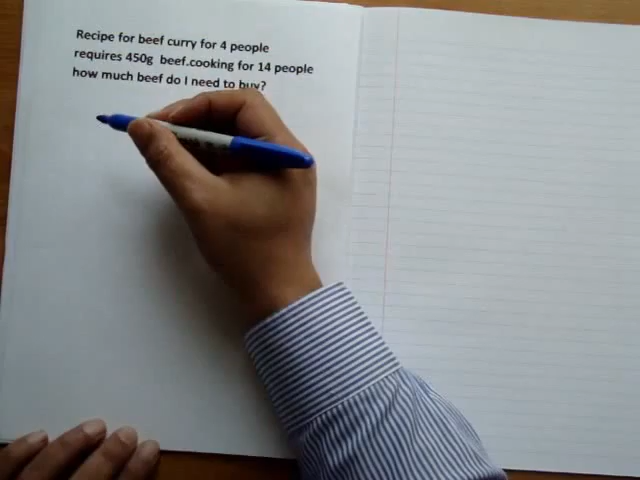 Recipe for beef curry for 4 people
requires 450g beef.cooking for 14 people
how much beef do I need to buy?